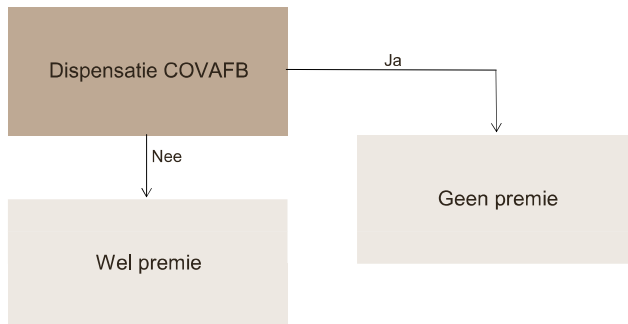 Dispensatie COVAFB
Ja
Nee
Geen premie
Wel premie